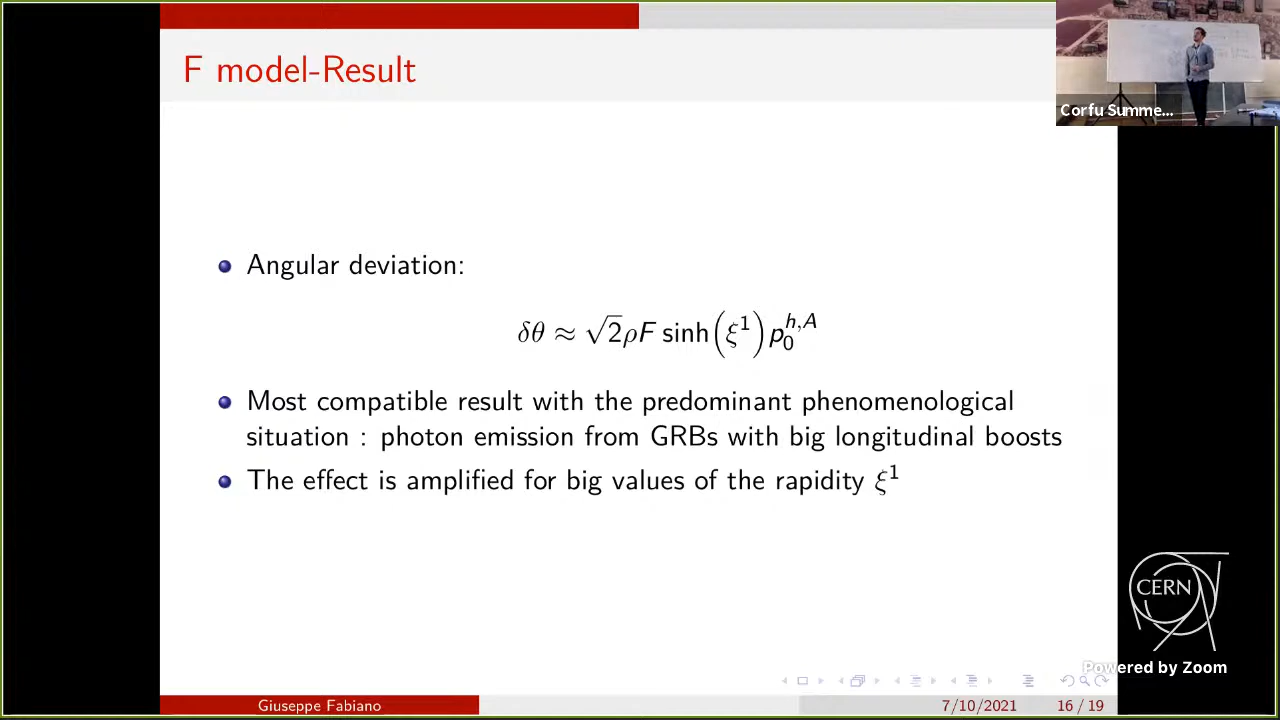 F model-Result
Corfu Summe...
Angular deviation:
δθ ≈ √2ρF sinh(ξ¹)p₀^{h,A}
Most compatible result with the predominant phenomenological
situation : photon emission from GRBs with big longitudinal boosts
The effect is amplified for big values of the rapidity ξ¹
CERN
Powered by Zoom
Giuseppe Fabiano
7/10/2021
16 / 19